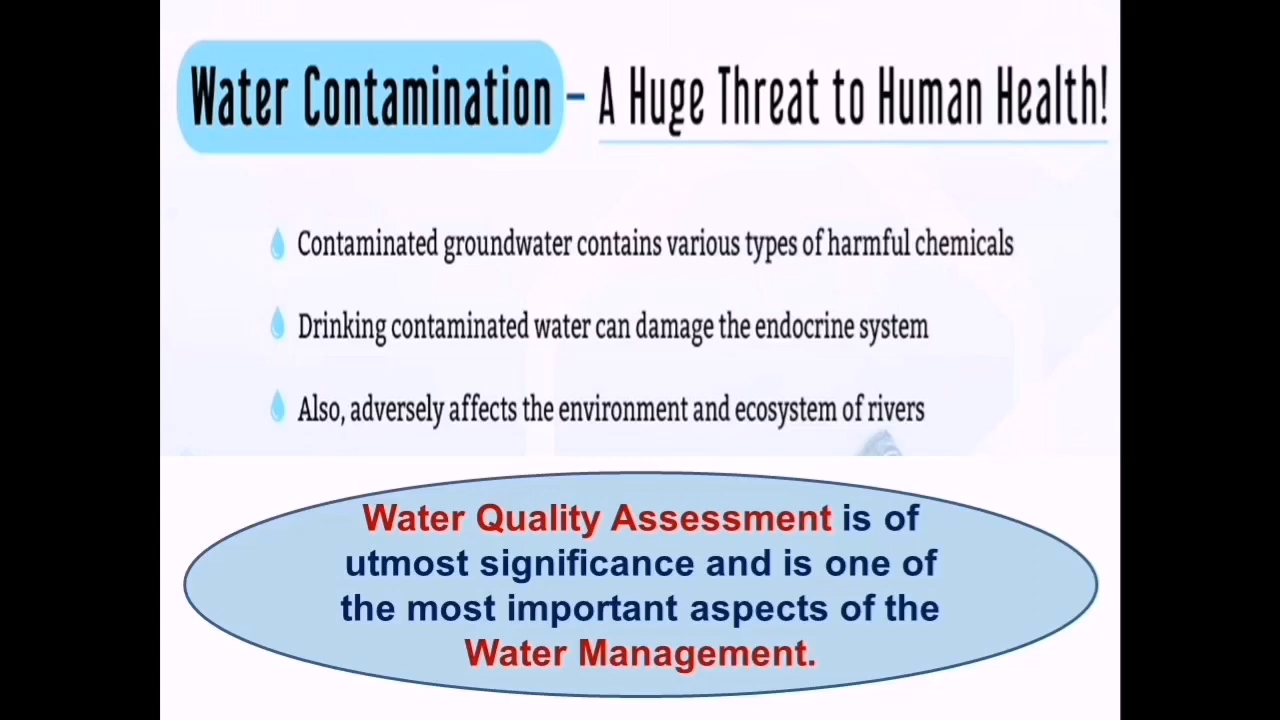 Water Contamination – A Huge Threat to Human Health!
Contaminated groundwater contains various types of harmful chemicals
Drinking contaminated water can damage the endocrine system
Also, adversely affects the environment and ecosystem of rivers
Water Quality Assessment is of
utmost significance and is one of
the most important aspects of the
Water Management.